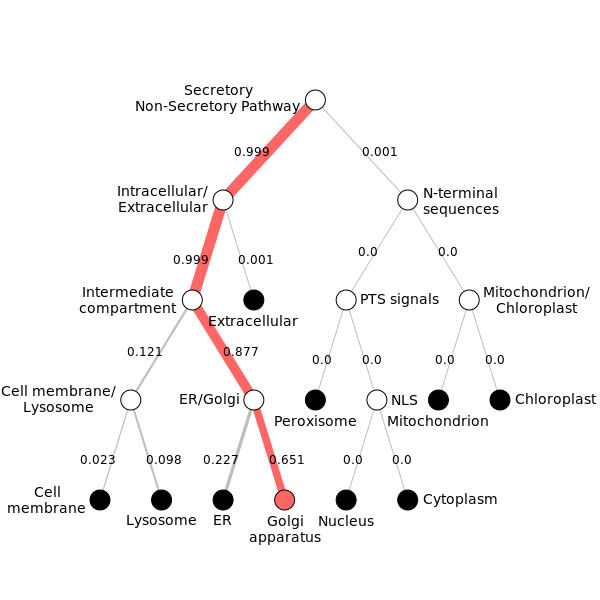 Secretory
Non-Secretory Pathway
0.999
0.001
Intracellular/
Extracellular
N-terminal
sequences
0.999
0.001
0.0
0.0
Intermediate
compartment
Extracellular
PTS signals
Mitochondrion/
Chloroplast
0.121
0.877
0.0
0.0
0.0
0.0
Cell membrane/
Lysosome
ER/Golgi
Peroxisome
NLS
Mitochondrion
Chloroplast
0.023
0.098
0.227
0.651
0.0
0.0
Cell
membrane
Lysosome
ER
Golgi
apparatus
Nucleus
Cytoplasm